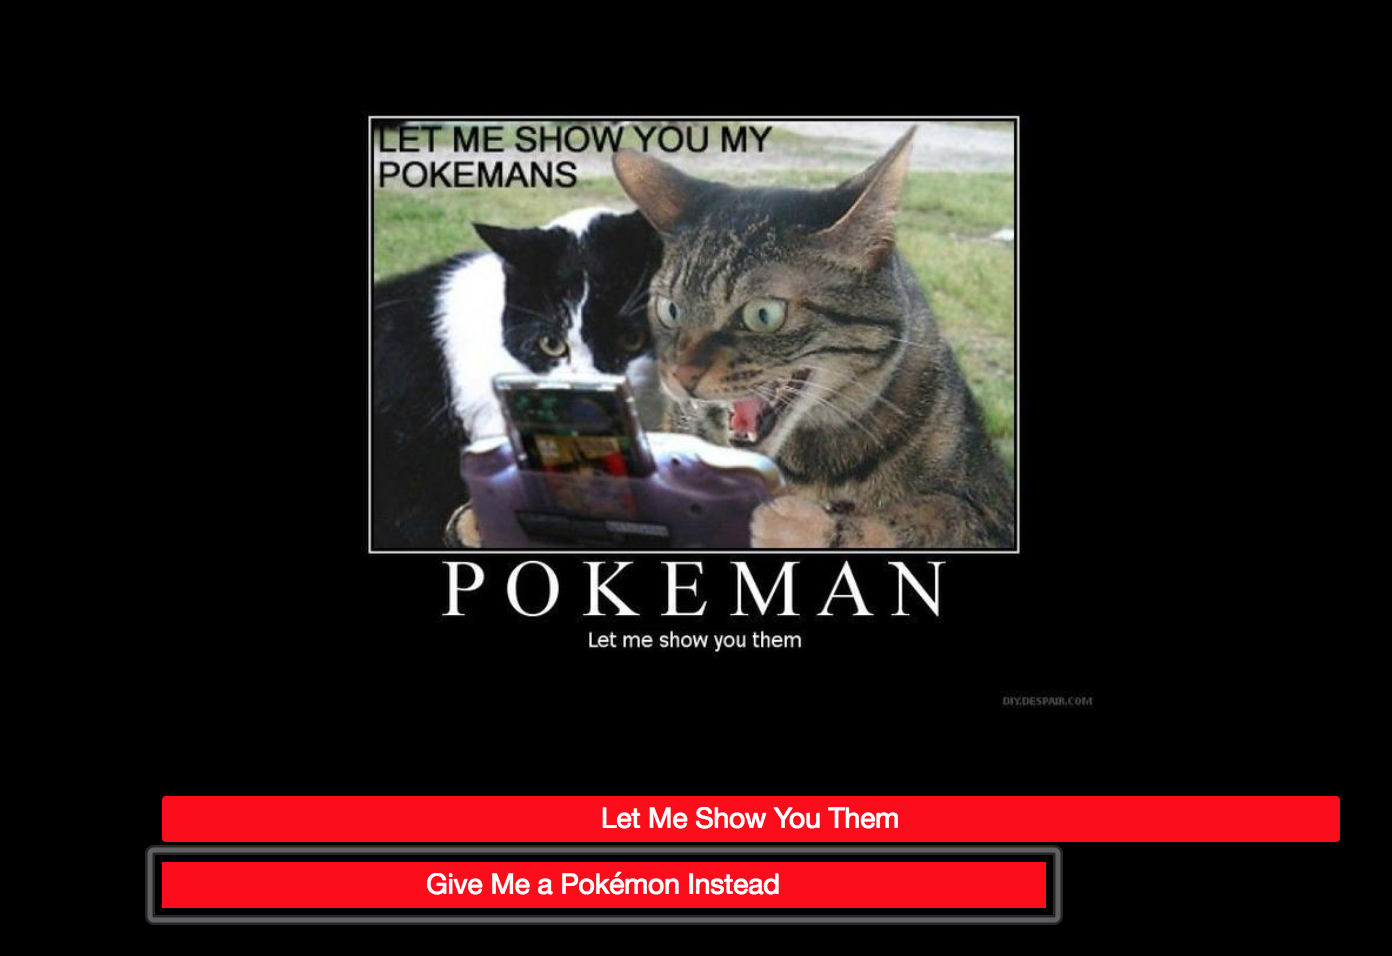 LET ME SHOW YOU MY
POKEMANS
POKEMAN
Let me show you them
DIY.DESPAIR.COM
Let Me Show You Them
Give Me a Pokémon Instead